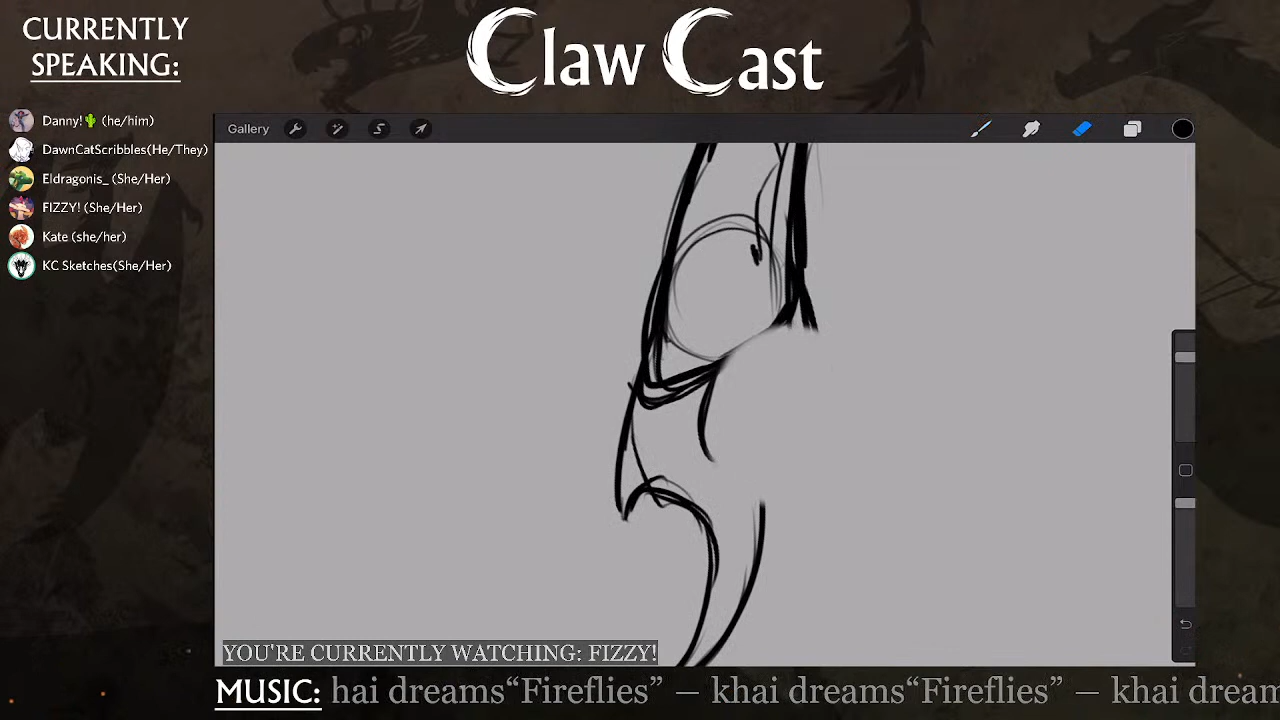 CURRENTLY
SPEAKING:
Claw Cast
Danny!🌵 (he/him)
DawnCatScribbles(He/They)
Eldragonis_ (She/Her)
FIZZY! (She/Her)
Kate (she/her)
KC Sketches(She/Her)
Gallery
YOU'RE CURRENTLY WATCHING: FIZZY!
MUSIC: hai dreams“Fireflies” — khai dreams“Fireflies” — khai dream